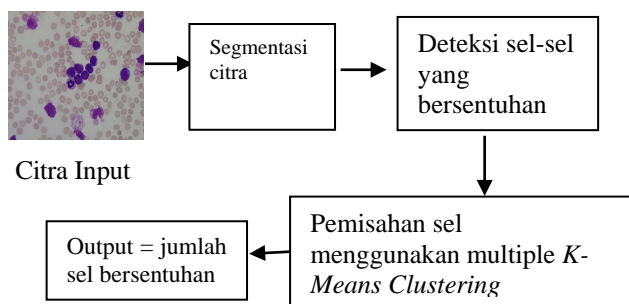 Segmentasi
citra
Deteksi sel-sel
yang
bersentuhan
Citra Input
Pemisahan sel
menggunakan multiple K-
Means Clustering
Output = jumlah
sel bersentuhan